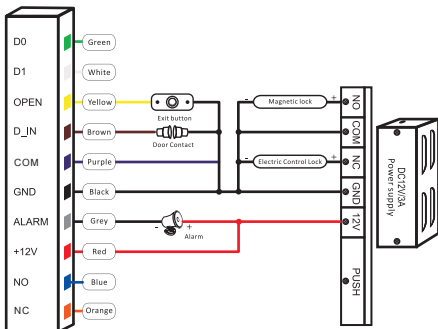 D0
Green
D1
White
OPEN
Yellow
Exit button
D_IN
Brown
Door Contact
COM
Purple
GND
Black
ALARM
Grey
- +
Alarm
+12V
Red
NO
Blue
NC
Orange
- Magnetic lock +
- Electric Control Lock +
NO
COM
NC
GND
12V
PUSH
DC12V/3A
Power supply